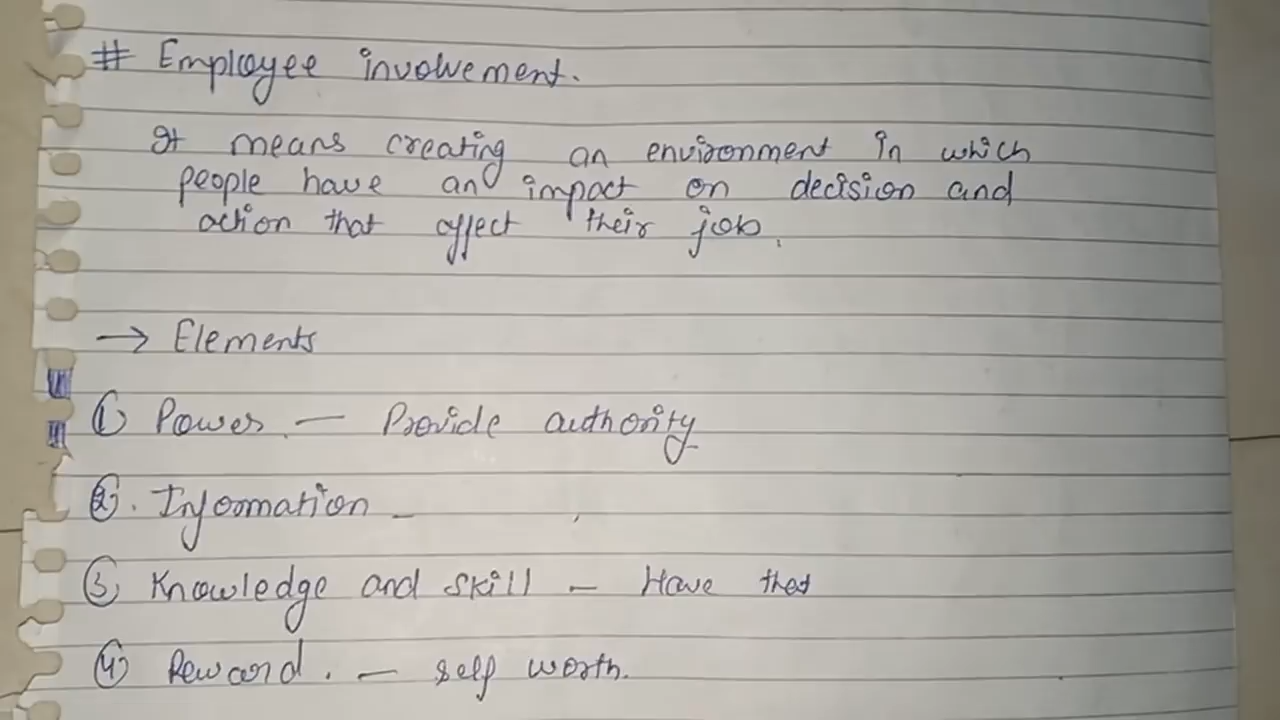 # Employee involvement.
It means creating an environment in which
people have an impact on decision and
action that affect their job.
→ Elements
① Power. — Provide authority
②. Information –
③ Knowledge and skill – Have that
④ Reward. — self worth.